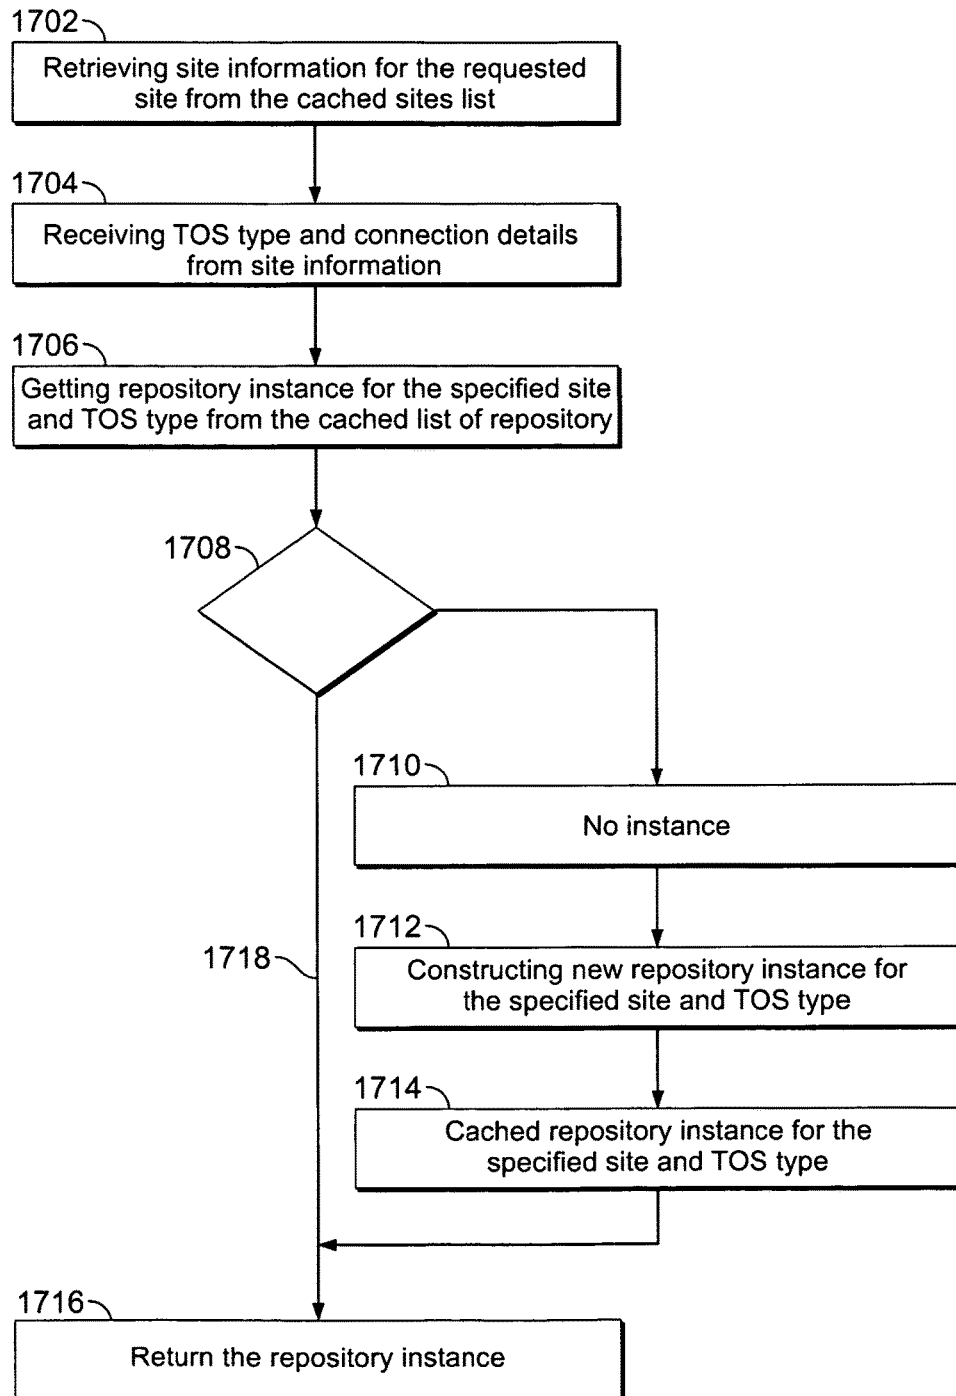 1702
Retrieving site information for the requested
site from the cached sites list
1704
Receiving TOS type and connection details
from site information
1706
Getting repository instance for the specified site
and TOS type from the cached list of repository
1708
1710
No instance
1712
Constructing new repository instance for
the specified site and TOS type
1718
1714
Cached repository instance for the
specified site and TOS type
1716
Return the repository instance